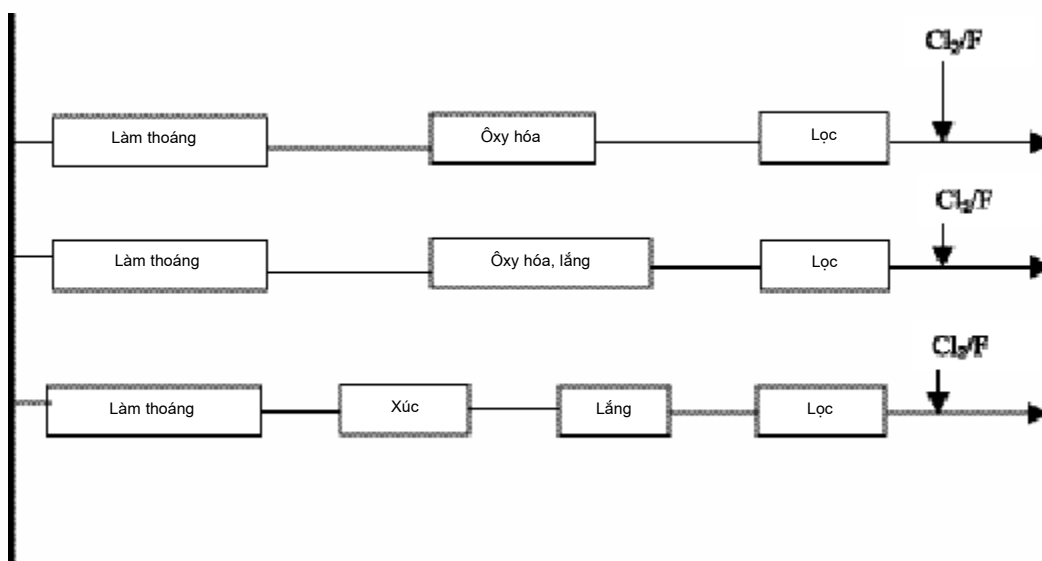 Cl₂/F
Làm thoáng
Ôxy hóa
Lọc
Cl₂/F
Làm thoáng
Ôxy hóa, lắng
Lọc
Cl₂/F
Làm thoáng
Xúc
Lắng
Lọc